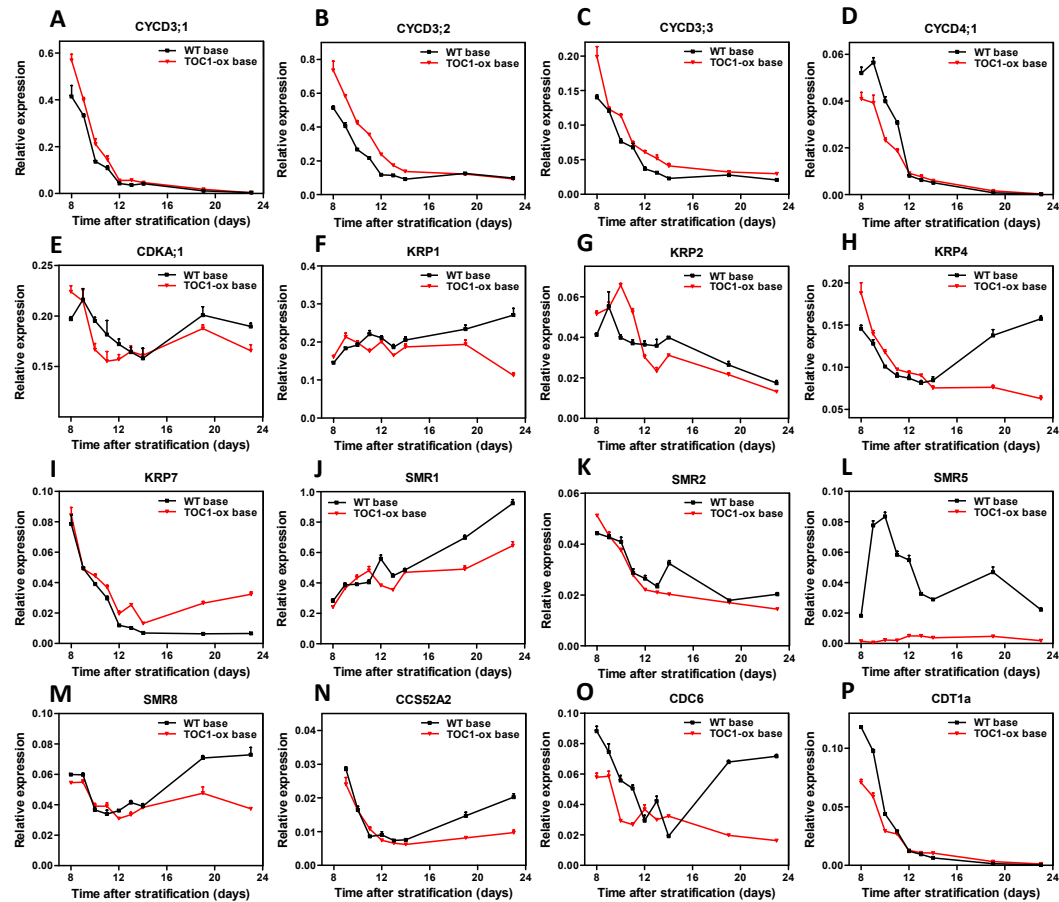 A
CYCD3;1
WT base
TOC1-ox base
Relative expression
0.6
0.4
0.2
0.0
8 12 16 20 24
Time after stratification (days)
B
CYCD3;2
WT base
TOC1-ox base
Relative expression
0.8
0.6
0.4
0.2
0.0
8 12 16 20 24
Time after stratification (days)
C
CYCD3;3
WT base
TOC1-ox base
Relative expression
0.20
0.15
0.10
0.05
0.00
8 12 16 20 24
Time after stratification (days)
D
CYCD4;1
WT base
TOC1-ox base
Relative expression
0.06
0.04
0.02
0.00
8 12 16 20 24
Time after stratification (days)
E
CDKA;1
WT base
TOC1-ox base
Relative expression
0.25
0.20
0.15
8 12 16 20 24
Time after stratification (days)
F
KRP1
WT base
TOC1-ox base
Relative expression
0.4
0.3
0.2
0.1
0.0
8 12 16 20 24
Time after stratification (days)
G
KRP2
WT base
TOC1-ox base
Relative expression
0.06
0.04
0.02
0.00
8 12 16 20 24
Time after stratification (days)
H
KRP4
WT base
TOC1-ox base
Relative expression
0.20
0.15
0.10
0.05
8 12 16 20 24
Time after stratification (days)
I
KRP7
WT base
TOC1-ox base
Relative expression
0.10
0.08
0.06
0.04
0.02
0.00
8 12 16 20 24
Time after stratification (days)
J
SMR1
WT base
TOC1-ox base
Relative expression
1.0
0.8
0.6
0.4
0.2
0.0
8 12 16 20 24
Time after stratification (days)
K
SMR2
WT base
TOC1-ox base
Relative expression
0.06
0.04
0.02
0.00
8 12 16 20 24
Time after stratification (days)
L
SMR5
WT base
TOC1-ox base
Relative expression
0.10
0.08
0.06
0.04
0.02
0.00
8 12 16 20 24
Time after stratification (days)
M
SMR8
WT base
TOC1-ox base
Relative expression
0.10
0.08
0.06
0.04
0.02
0.00
8 12 16 20 24
Time after stratification (days)
N
CCS52A2
WT base
TOC1-ox base
Relative expression
0.04
0.03
0.02
0.01
0.00
8 12 16 20 24
Time after stratification (days)
O
CDC6
WT base
TOC1-ox base
Relative expression
0.10
0.08
0.06
0.04
0.02
0.00
8 12 16 20 24
Time after stratification (days)
P
CDT1a
WT base
TOC1-ox base
Relative expression
0.10
0.05
0.00
8 12 16 20 24
Time after stratification (days)